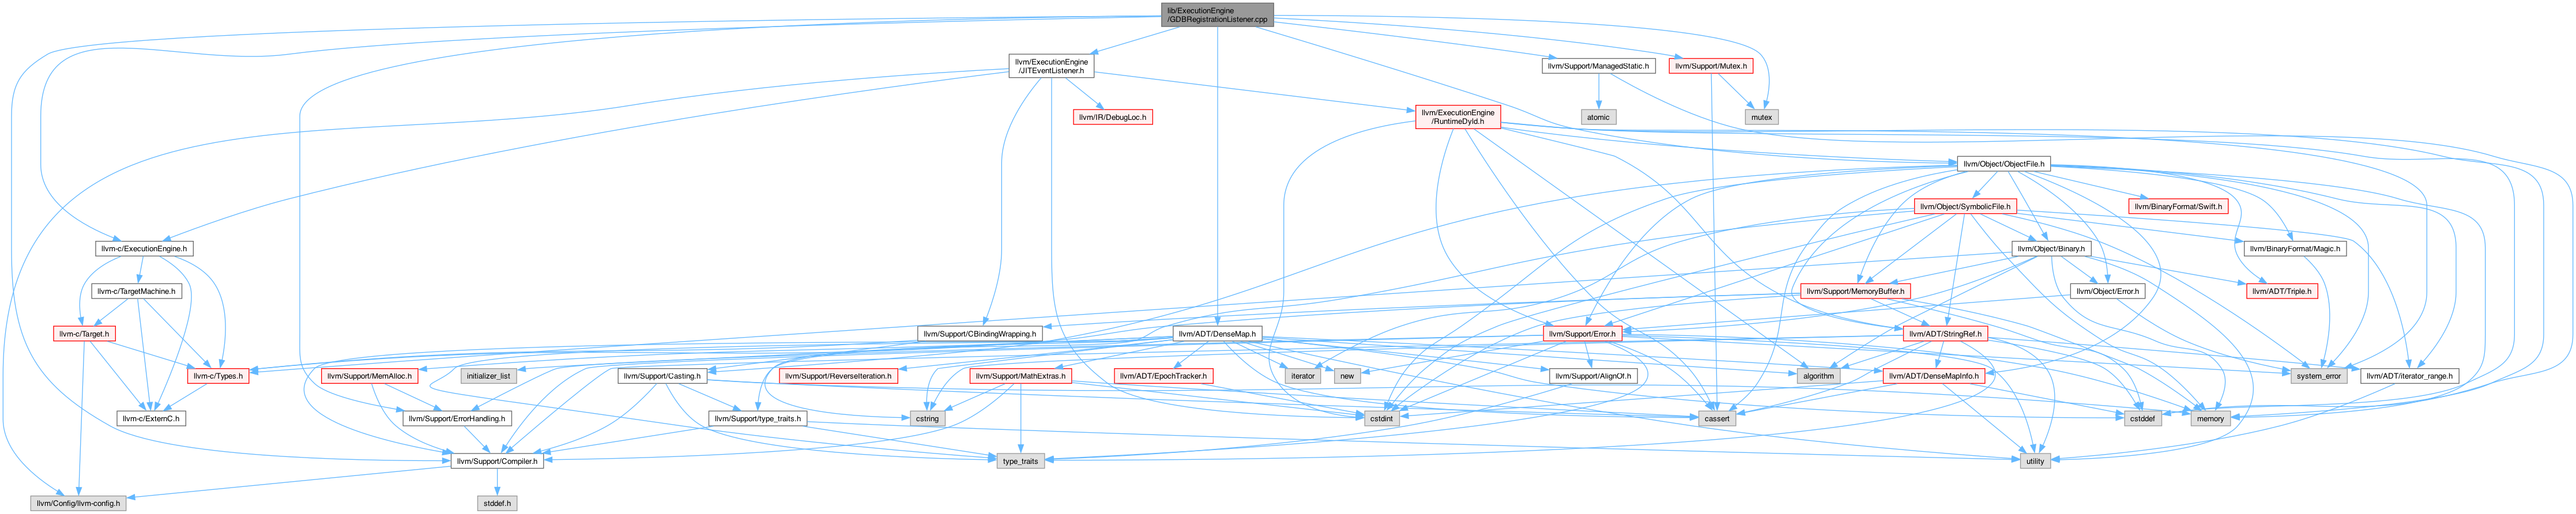 lib/ExecutionEngine
/GDBRegistrationListener.cpp
llvm/ExecutionEngine
/JITEventListener.h
llvm/Support/ManagedStatic.h
llvm/Support/Mutex.h
llvm/IR/DebugLoc.h
llvm/ExecutionEngine
/RuntimeDyld.h
atomic
mutex
llvm/Object/ObjectFile.h
llvm/Object/SymbolicFile.h
llvm/BinaryFormat/Swift.h
llvm-c/ExecutionEngine.h
llvm/Object/Binary.h
llvm/BinaryFormat/Magic.h
llvm-c/TargetMachine.h
llvm/Support/MemoryBuffer.h
llvm/Object/Error.h
llvm/ADT/Triple.h
llvm-c/Target.h
llvm/Support/CBindingWrapping.h
llvm/ADT/DenseMap.h
llvm/Support/Error.h
llvm/ADT/StringRef.h
llvm-c/Types.h
llvm/Support/MemAlloc.h
initializer_list
llvm/Support/Casting.h
llvm/Support/ReverseIteration.h
llvm/Support/MathExtras.h
llvm/ADT/EpochTracker.h
iterator
new
llvm/Support/AlignOf.h
algorithm
llvm/ADT/DenseMapInfo.h
system_error
llvm/ADT/iterator_range.h
llvm-c/ExternC.h
llvm/Support/ErrorHandling.h
llvm/Support/type_traits.h
cstring
cstdint
cassert
cstddef
memory
llvm/Support/Compiler.h
type_traits
utility
llvm/Config/llvm-config.h
stddef.h